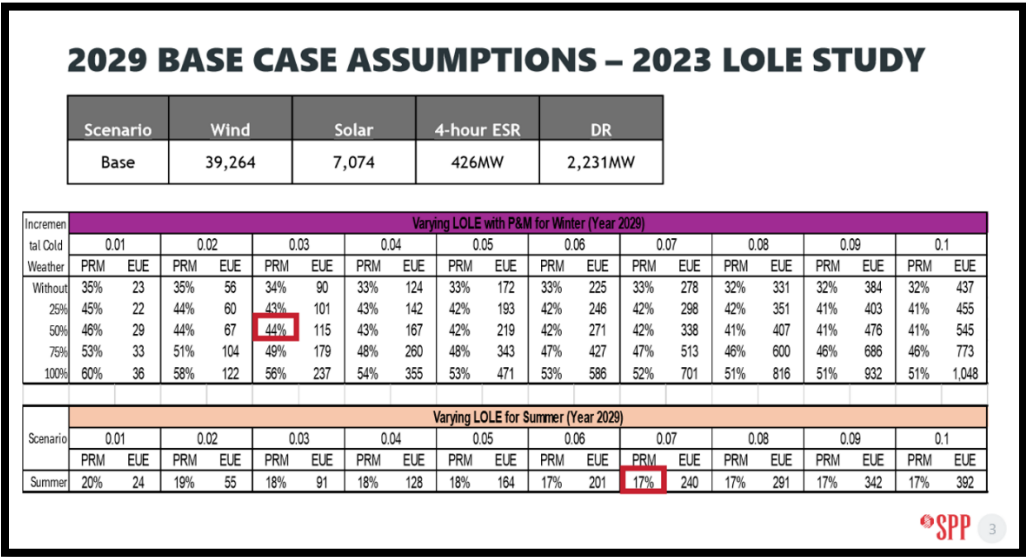 2029 BASE CASE ASSUMPTIONS – 2023 LOLE STUDY
Scenario Wind Solar 4-hour ESR DR
Base 39,264 7,074 426MW 2,231MW
Incremen Varying LOLE with P&M for Winter (Year 2029)
tal Cold 0.01 0.02 0.03 0.04 0.05 0.06 0.07 0.08 0.09 0.1
Weather PRM EUE PRM EUE PRM EUE PRM EUE PRM EUE PRM EUE PRM EUE PRM EUE PRM EUE PRM EUE
Without 35% 23 35% 56 34% 90 33% 124 33% 172 33% 225 33% 278 32% 331 32% 384 32% 437
25% 45% 22 44% 60 43% 101 43% 142 42% 193 42% 246 42% 298 42% 351 41% 403 41% 455
50% 46% 29 44% 67 44% 115 43% 167 42% 219 42% 271 42% 338 41% 407 41% 476 41% 545
75% 53% 33 51% 104 49% 179 48% 260 48% 343 47% 427 47% 513 46% 600 46% 686 46% 773
100% 60% 36 58% 122 56% 237 54% 355 53% 471 53% 586 52% 701 51% 816 51% 932 51% 1,048
Varying LOLE for Summer (Year 2029)
Scenario 0.01 0.02 0.03 0.04 0.05 0.06 0.07 0.08 0.09 0.1
PRM EUE PRM EUE PRM EUE PRM EUE PRM EUE PRM EUE PRM EUE PRM EUE PRM EUE PRM EUE
Summer 20% 24 19% 55 18% 91 18% 128 18% 164 17% 201 17% 240 17% 291 17% 342 17% 392
SPP 3